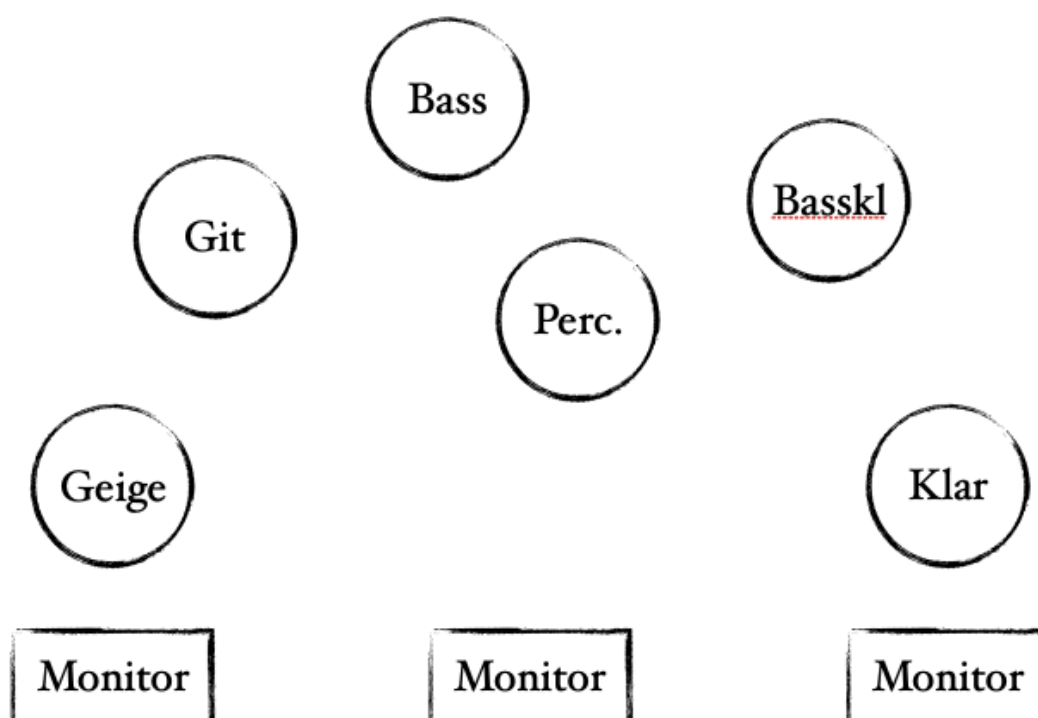 Bass
Basskl
Git
Perc.
Geige
Klar
Monitor
Monitor
Monitor